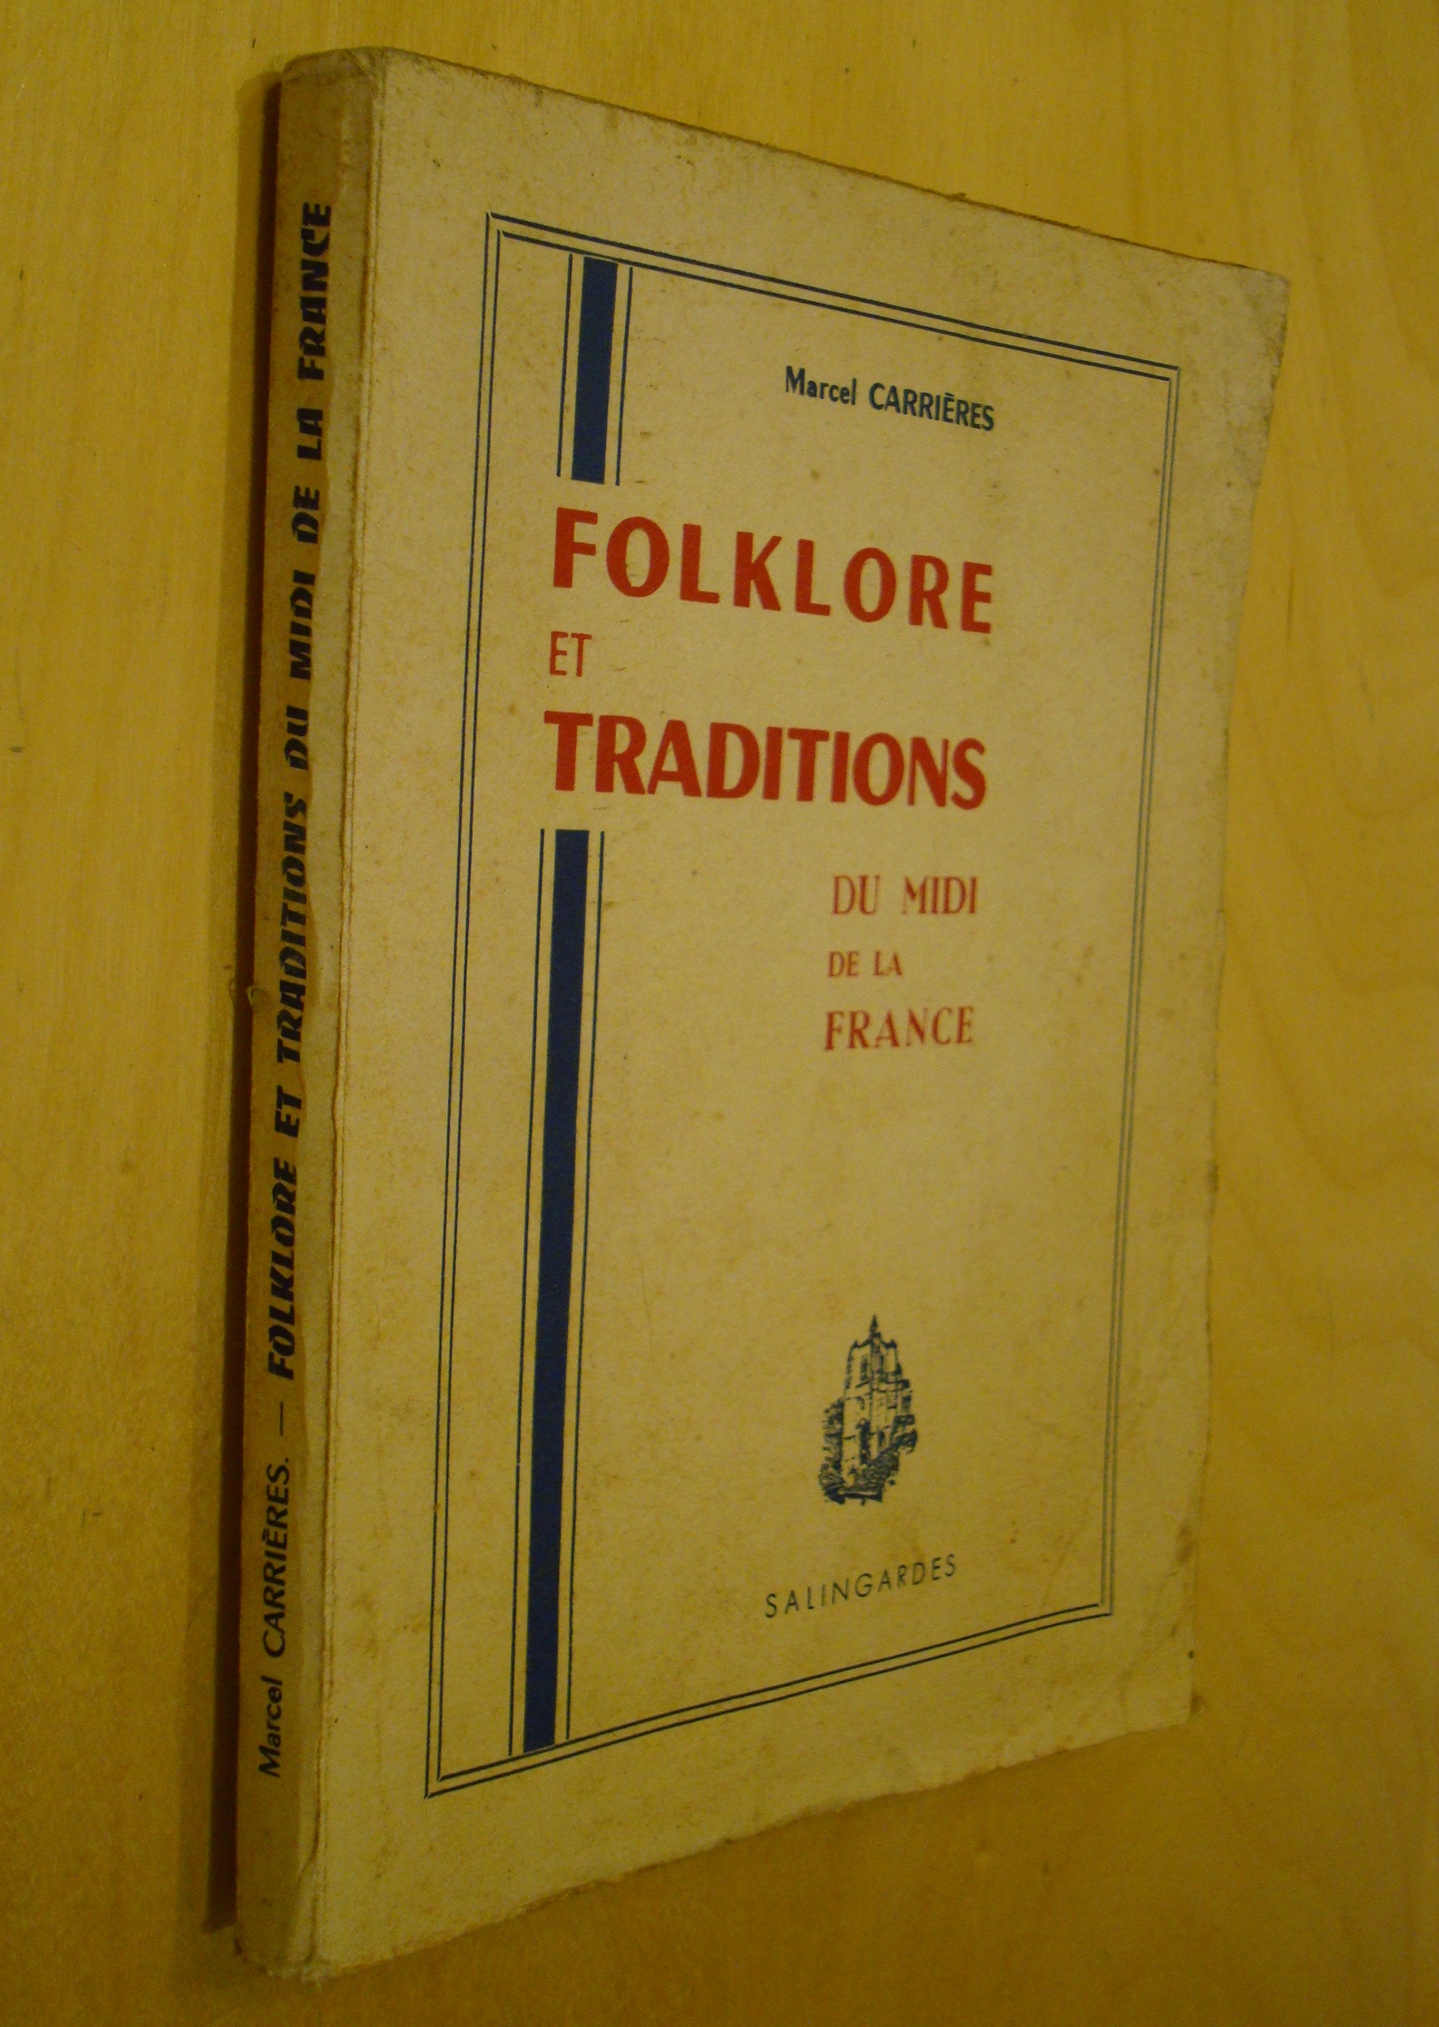 Marcel CARRIÈRES. — FOLKLORE ET TRADITIONS DU MIDI DE LA FRANCE
Marcel CARRIÈRES
FOLKLORE
ET
TRADITIONS
DU MIDI
DE LA
FRANCE
SALINGARDES